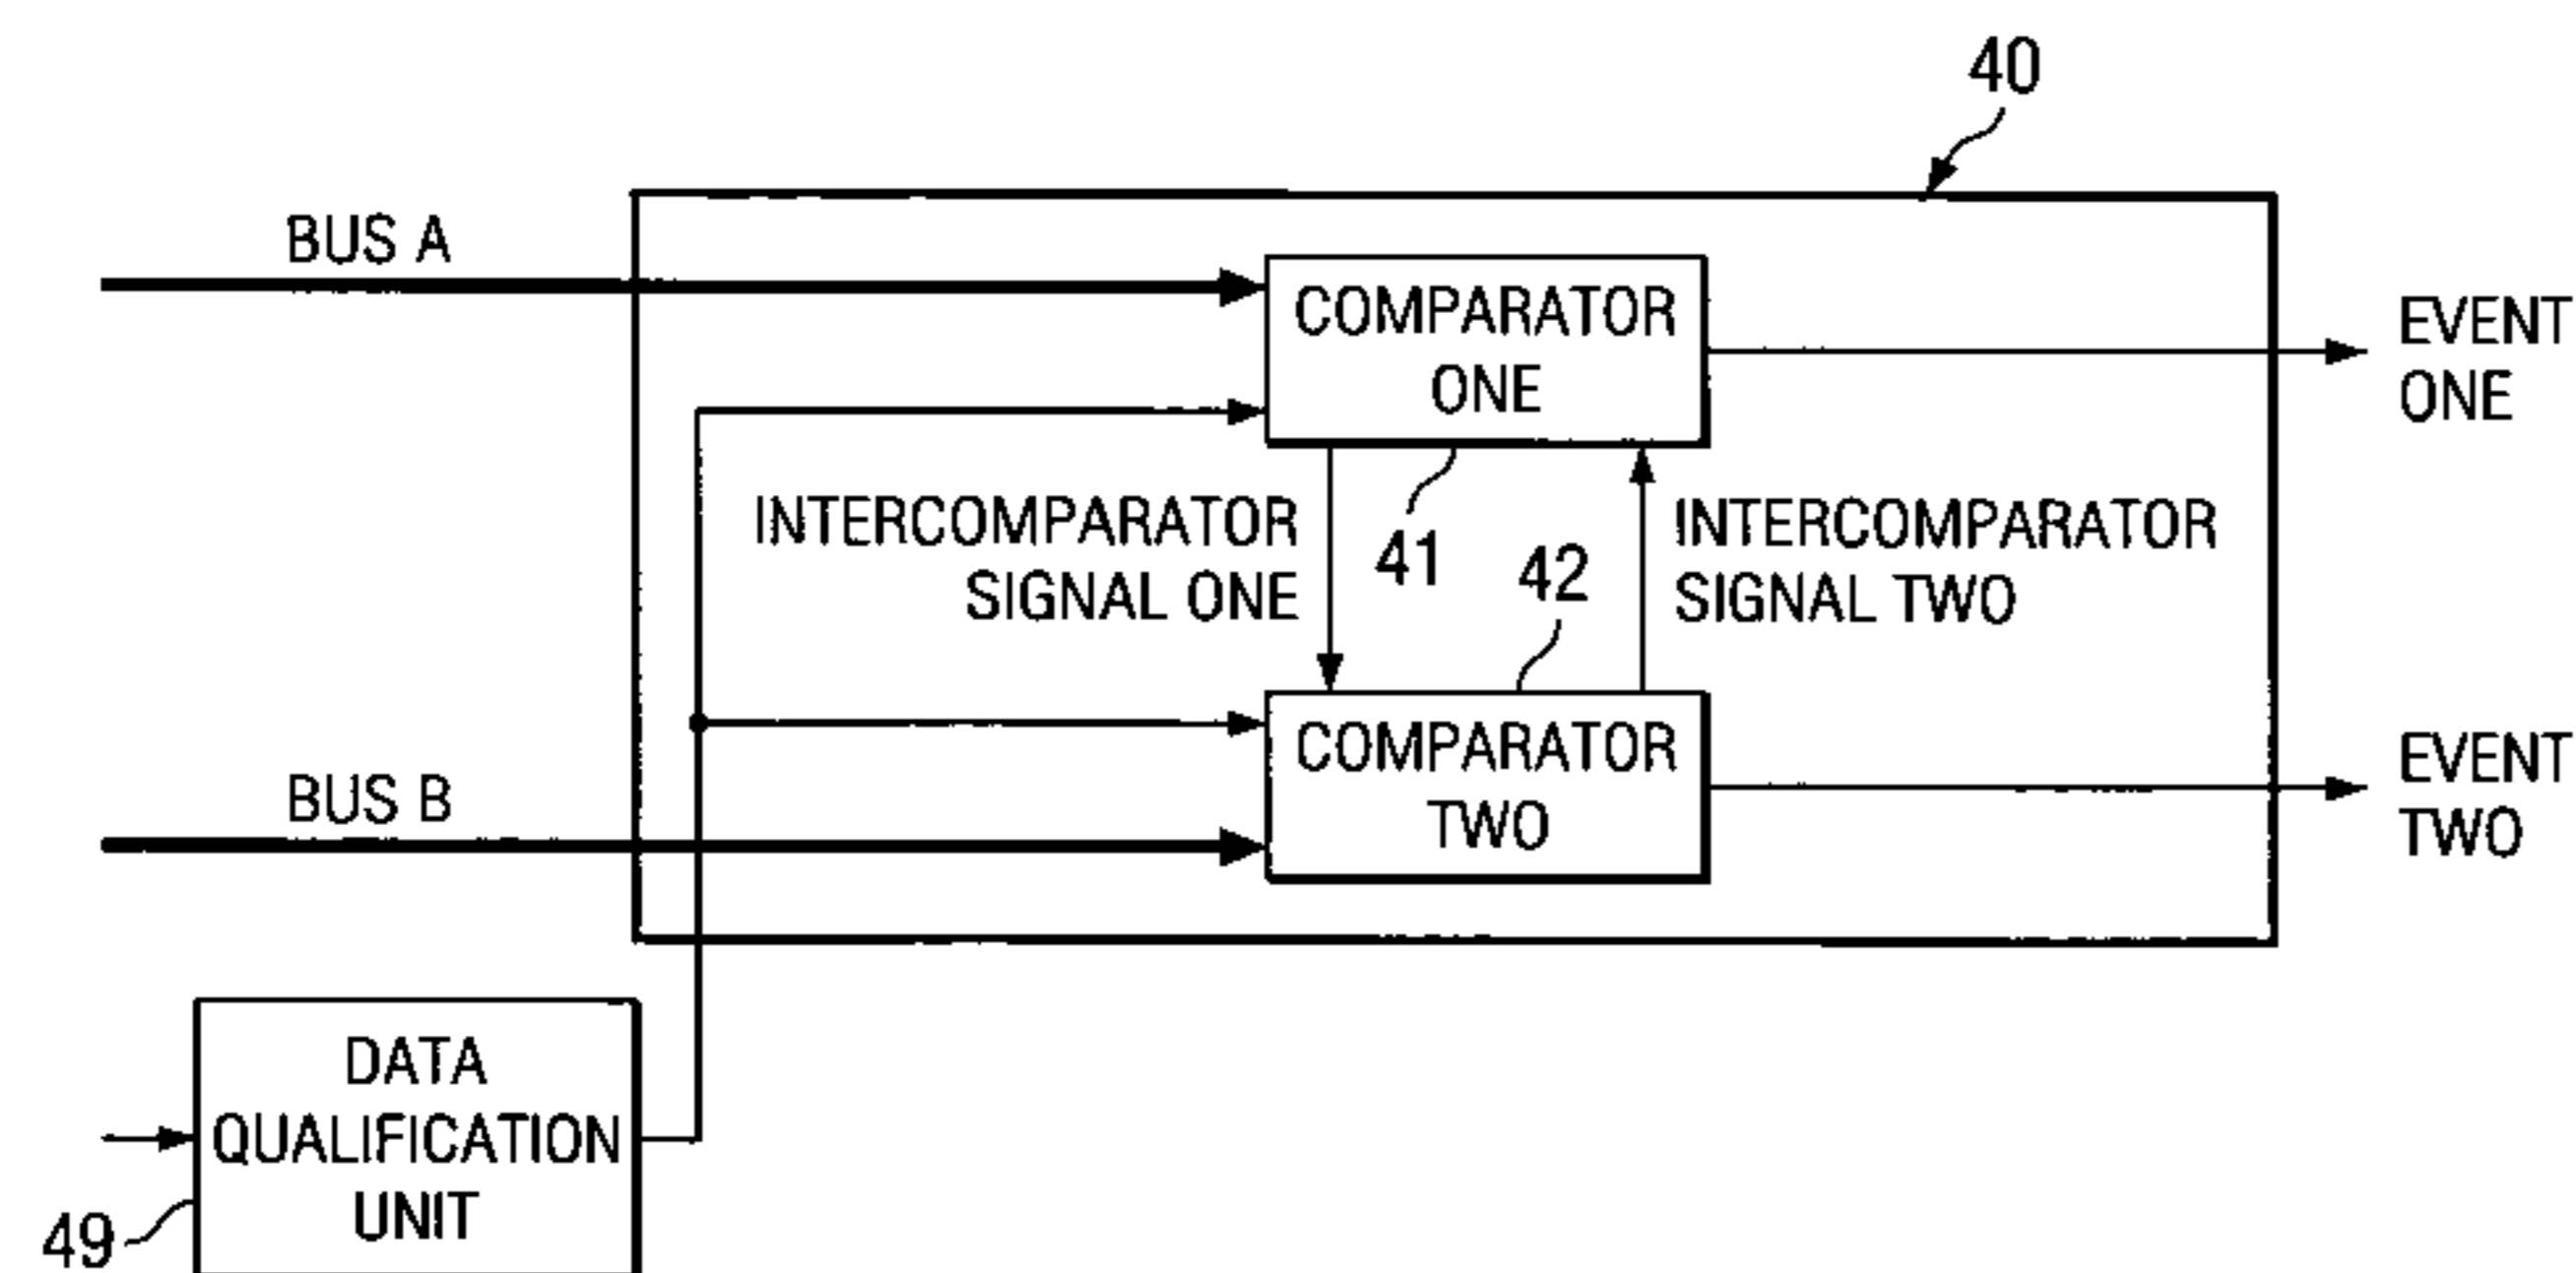 40
BUS A
COMPARATOR
ONE
EVENT
ONE
INTERCOMPARATOR
SIGNAL ONE
41
42
INTERCOMPARATOR
SIGNAL TWO
BUS B
COMPARATOR
TWO
EVENT
TWO
DATA
QUALIFICATION
UNIT
49